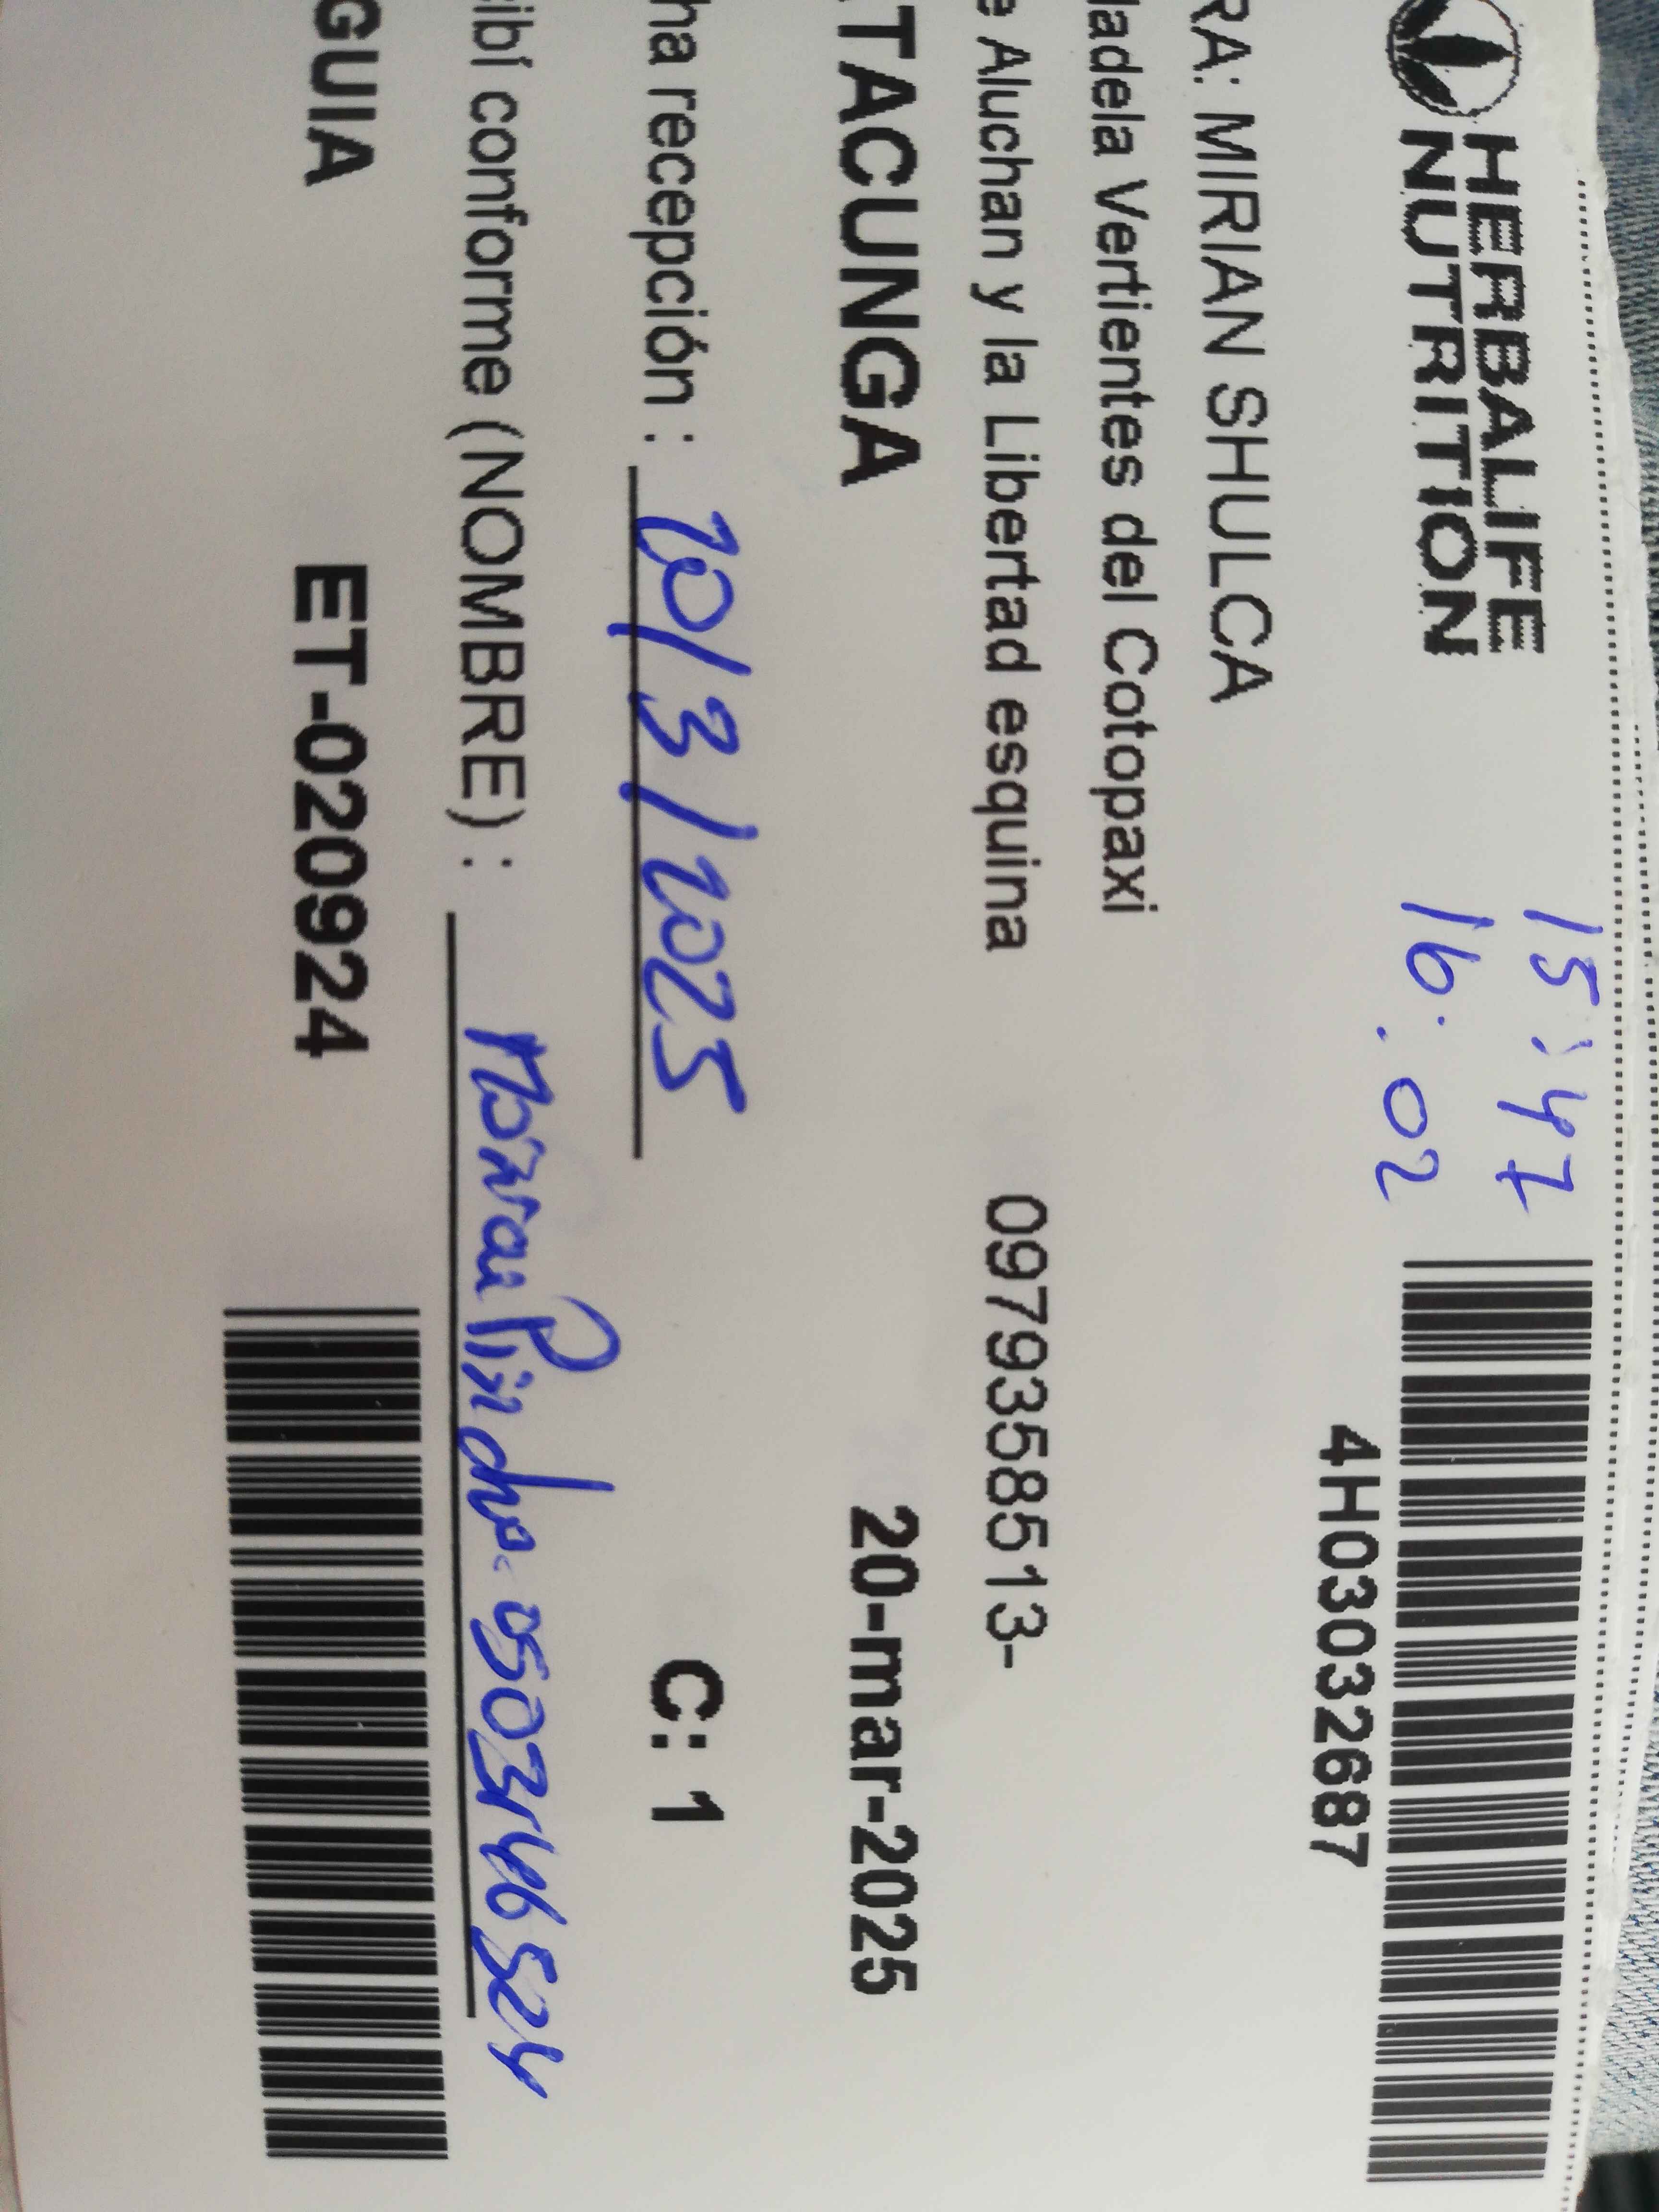 HERBALIFE
NUTRITION
15:47
16:02
4H03032687
RA: MIRIAN SHULCA
ladela Vertientes del Cotopaxi
e Aluchan y la Libertad esquina 0979358513-
TACUNGA 20-mar-2025
ha recepción : 20/3/2025 C: 1
ibí conforme (NOMBRE) :
GUIA ET-020924